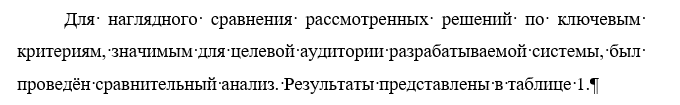 Для наглядного сравнения рассмотренных решений по ключевым
критериям, значимым для целевой аудитории разрабатываемой системы, был
проведён сравнительный анализ. Результаты представлены в таблице 1.¶